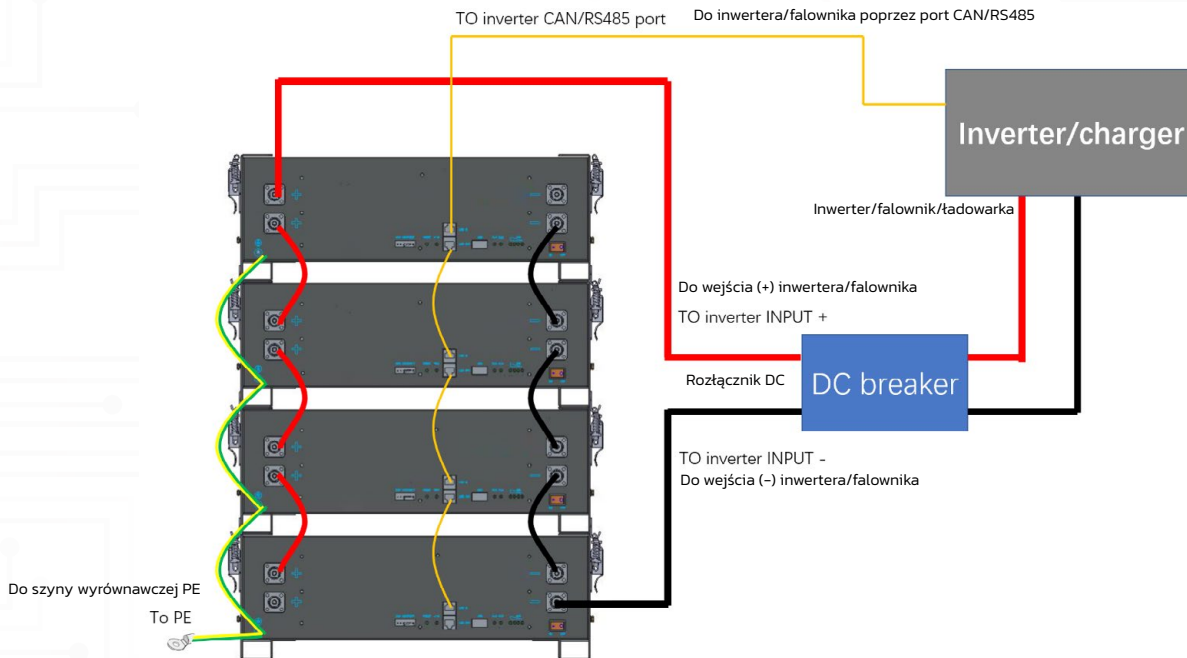 TO inverter CAN/RS485 port
Do inwertera/falownika poprzez port CAN/RS485
Inverter/charger
Inwerter/falownik/ładowarka
Do wejścia (+) inwertera/falownika
TO inverter INPUT +
Rozłącznik DC
DC breaker
TO inverter INPUT -
Do wejścia (-) inwertera/falownika
Do szyny wyrównawczej PE
To PE